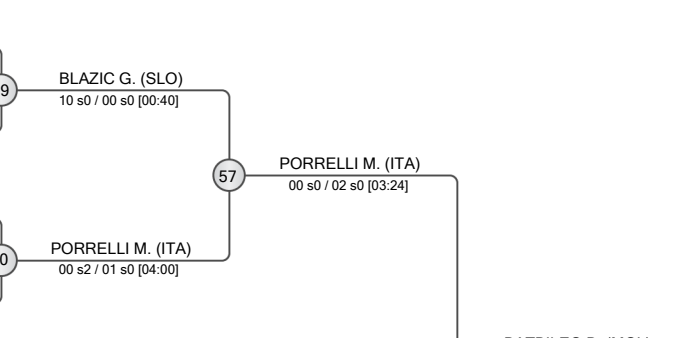 BLAZIC G. (SLO)
9
10 s0 / 00 s0 [00:40]
PORRELLI M. (ITA)
57
00 s0 / 02 s0 [03:24]
PORRELLI M. (ITA)
0
00 s2 / 01 s0 [04:00]